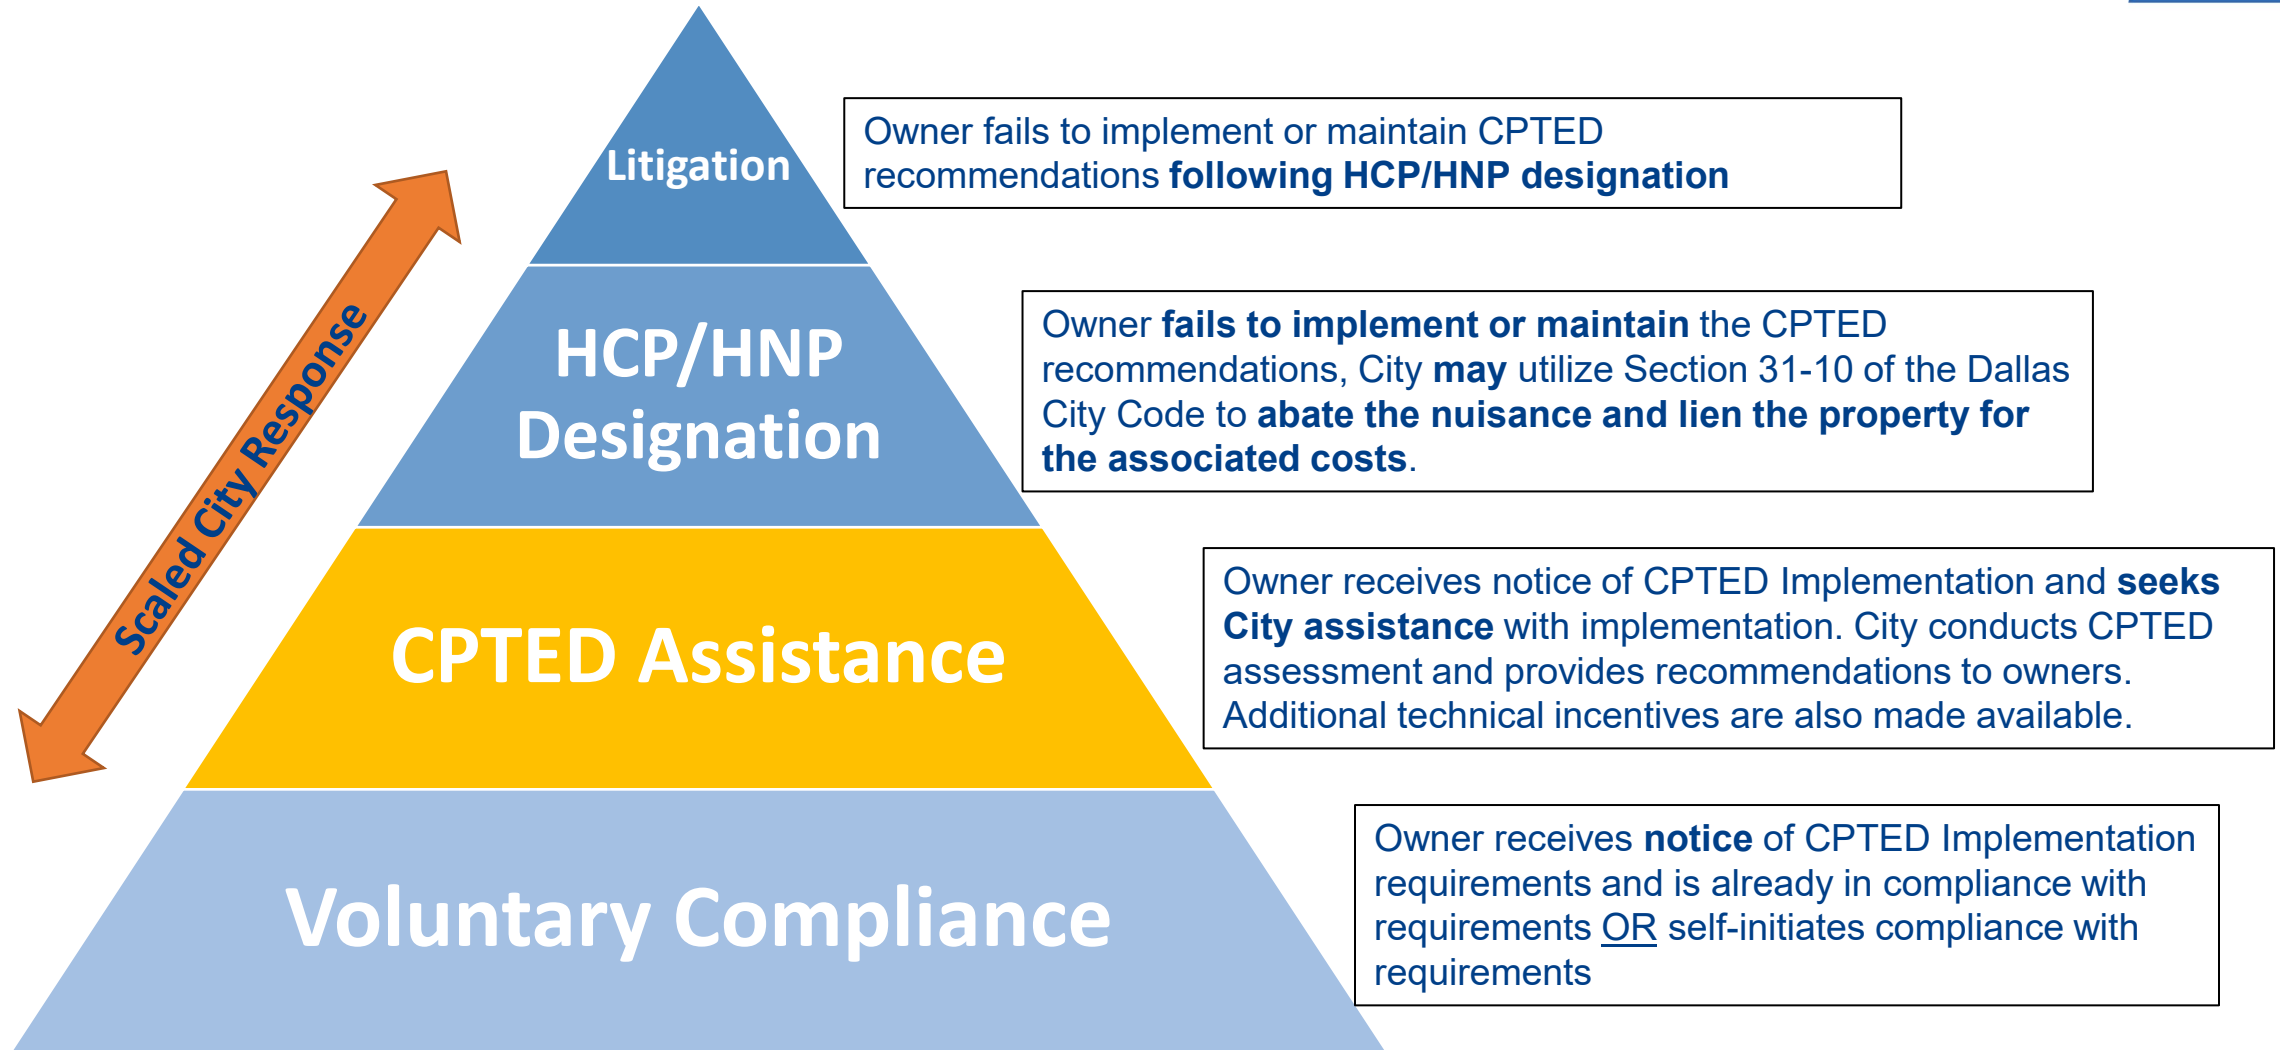 Litigation
Owner fails to implement or maintain CPTED
recommendations following HCP/HNP designation
Scaled City Response
HCP/HNP
Designation
Owner fails to implement or maintain the CPTED
recommendations, City may utilize Section 31-10 of the Dallas
City Code to abate the nuisance and lien the property for
the associated costs.
CPTED Assistance
Owner receives notice of CPTED Implementation and seeks
City assistance with implementation. City conducts CPTED
assessment and provides recommendations to owners.
Additional technical incentives are also made available.
Voluntary Compliance
Owner receives notice of CPTED Implementation
requirements and is already in compliance with
requirements OR self-initiates compliance with
requirements